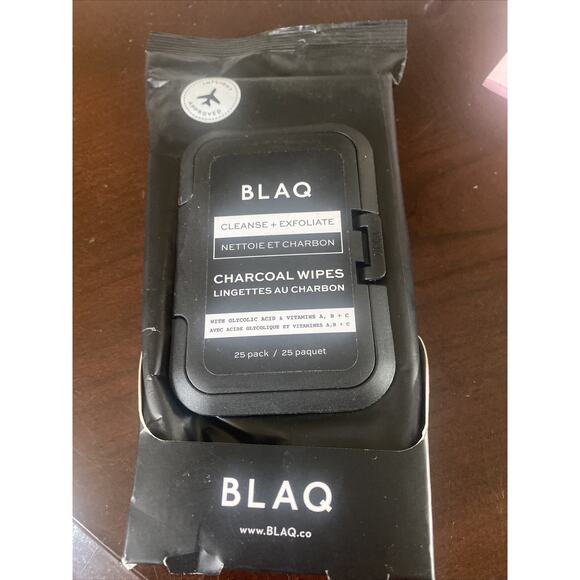 INFLIGHT
APPROVED
BLAQ
CLEANSE + EXFOLIATE
NETTOIE ET CHARBON
CHARCOAL WIPES
LINGETTES AU CHARBON
WITH GLYCOLIC ACID & VITAMINS A, B + C
AVEC ACIDE GLYCOLIQUE ET VITAMINES A,B + C
25 pack / 25 paquet
BLAQ
www.BLAQ.co